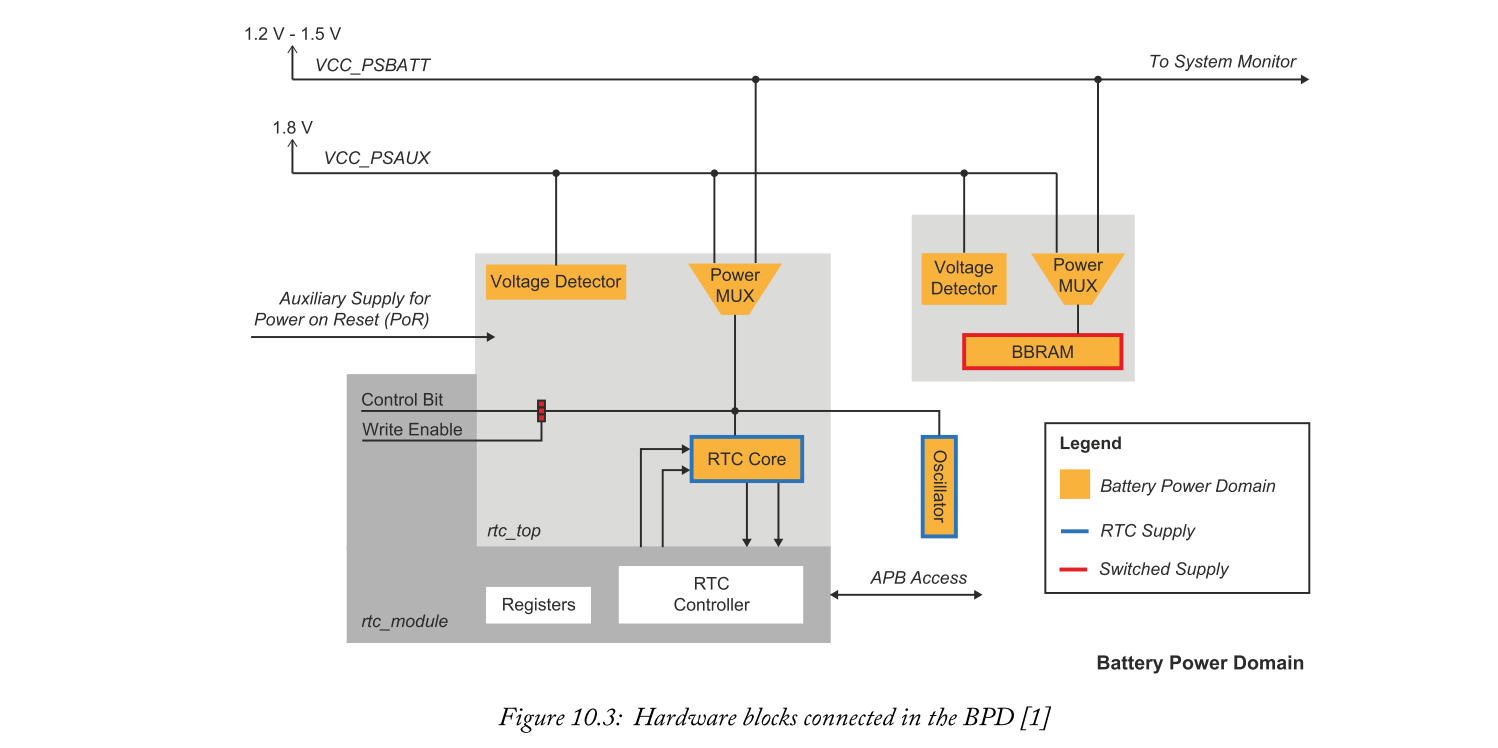 1.2 V - 1.5 V
VCC_PSBATT
To System Monitor
1.8 V
VCC_PSAUX
Voltage Detector
Power
MUX
Voltage
Detector
Power
MUX
BBRAM
Auxiliary Supply for
Power on Reset (PoR)
Control Bit
Write Enable
RTC Core
Oscillator
rtc_top
Registers
RTC
Controller
rtc_module
APB Access
Legend
Battery Power Domain
RTC Supply
Switched Supply
Battery Power Domain
Figure 10.3: Hardware blocks connected in the BPD [1]